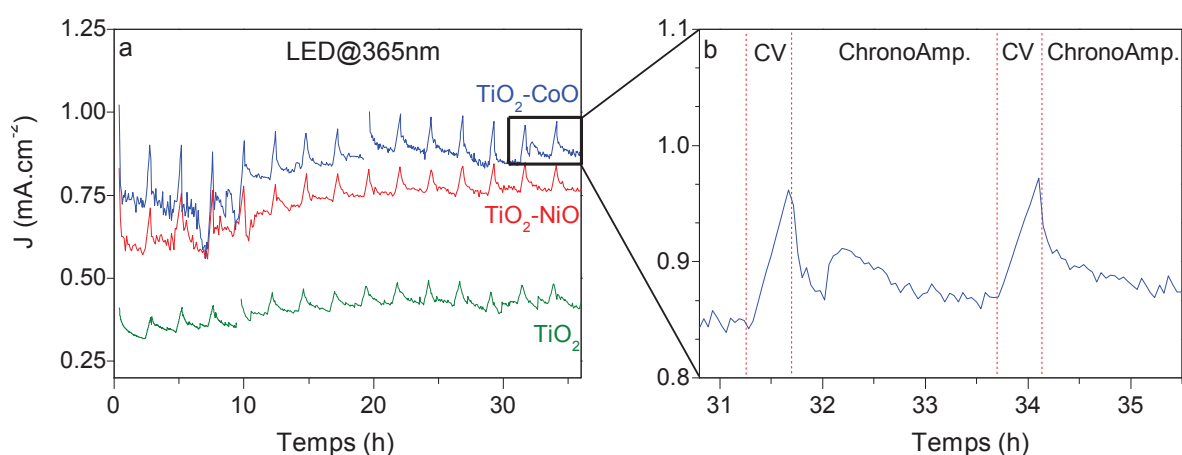 a
LED@365nm
TiO2-CoO
TiO2-NiO
TiO2
J (mA.cm-2)
1.25
1.00
0.75
0.50
0.25
0
10
20
30
Temps (h)
b
CV
ChronoAmp.
CV
ChronoAmp.
1.1
1.0
0.9
0.8
31
32
33
34
35
Temps (h)